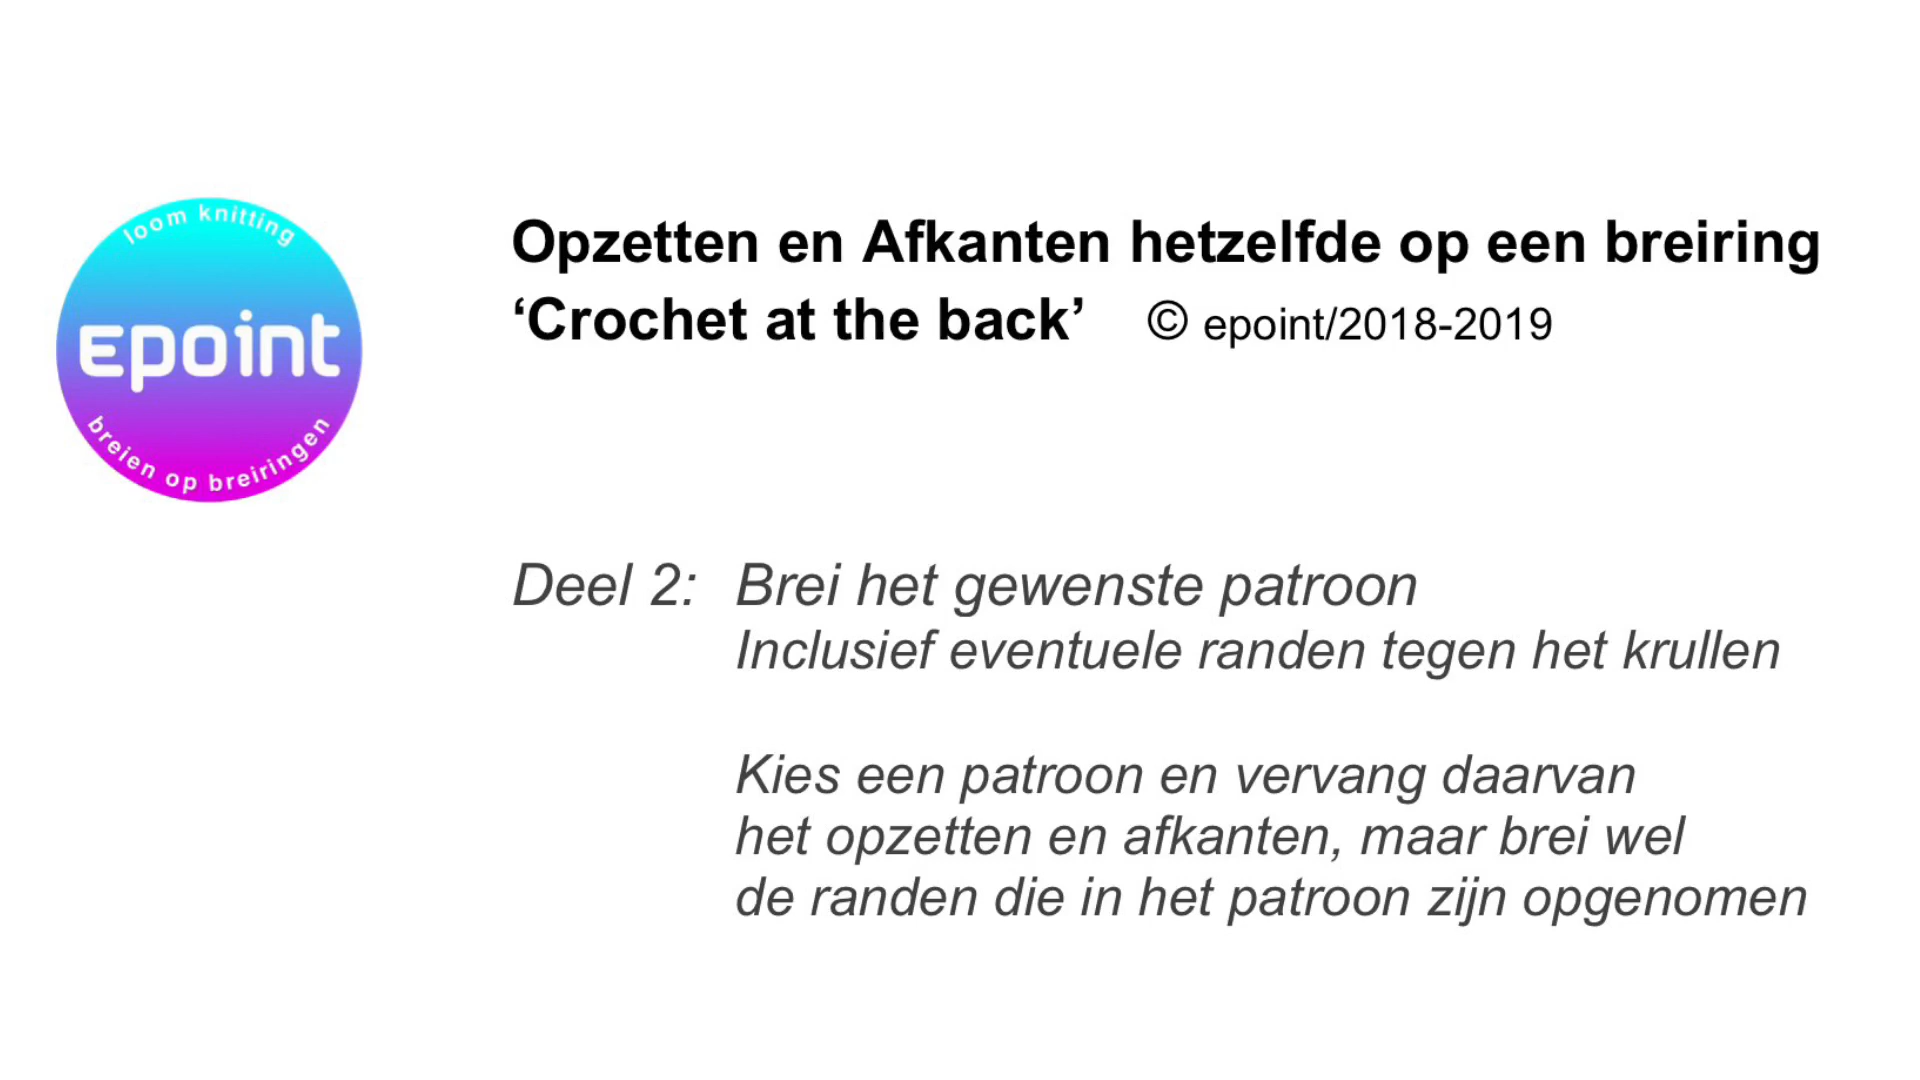 loom knitting
Epoint
breien op breiringen
Opzetten en Afkanten hetzelfde op een breiring
‘Crochet at the back’ © epoint/2018-2019
Deel 2: Brei het gewenste patroon
Inclusief eventuele randen tegen het krullen
Kies een patroon en vervang daarvan
het opzetten en afkanten, maar brei wel
de randen die in het patroon zijn opgenomen